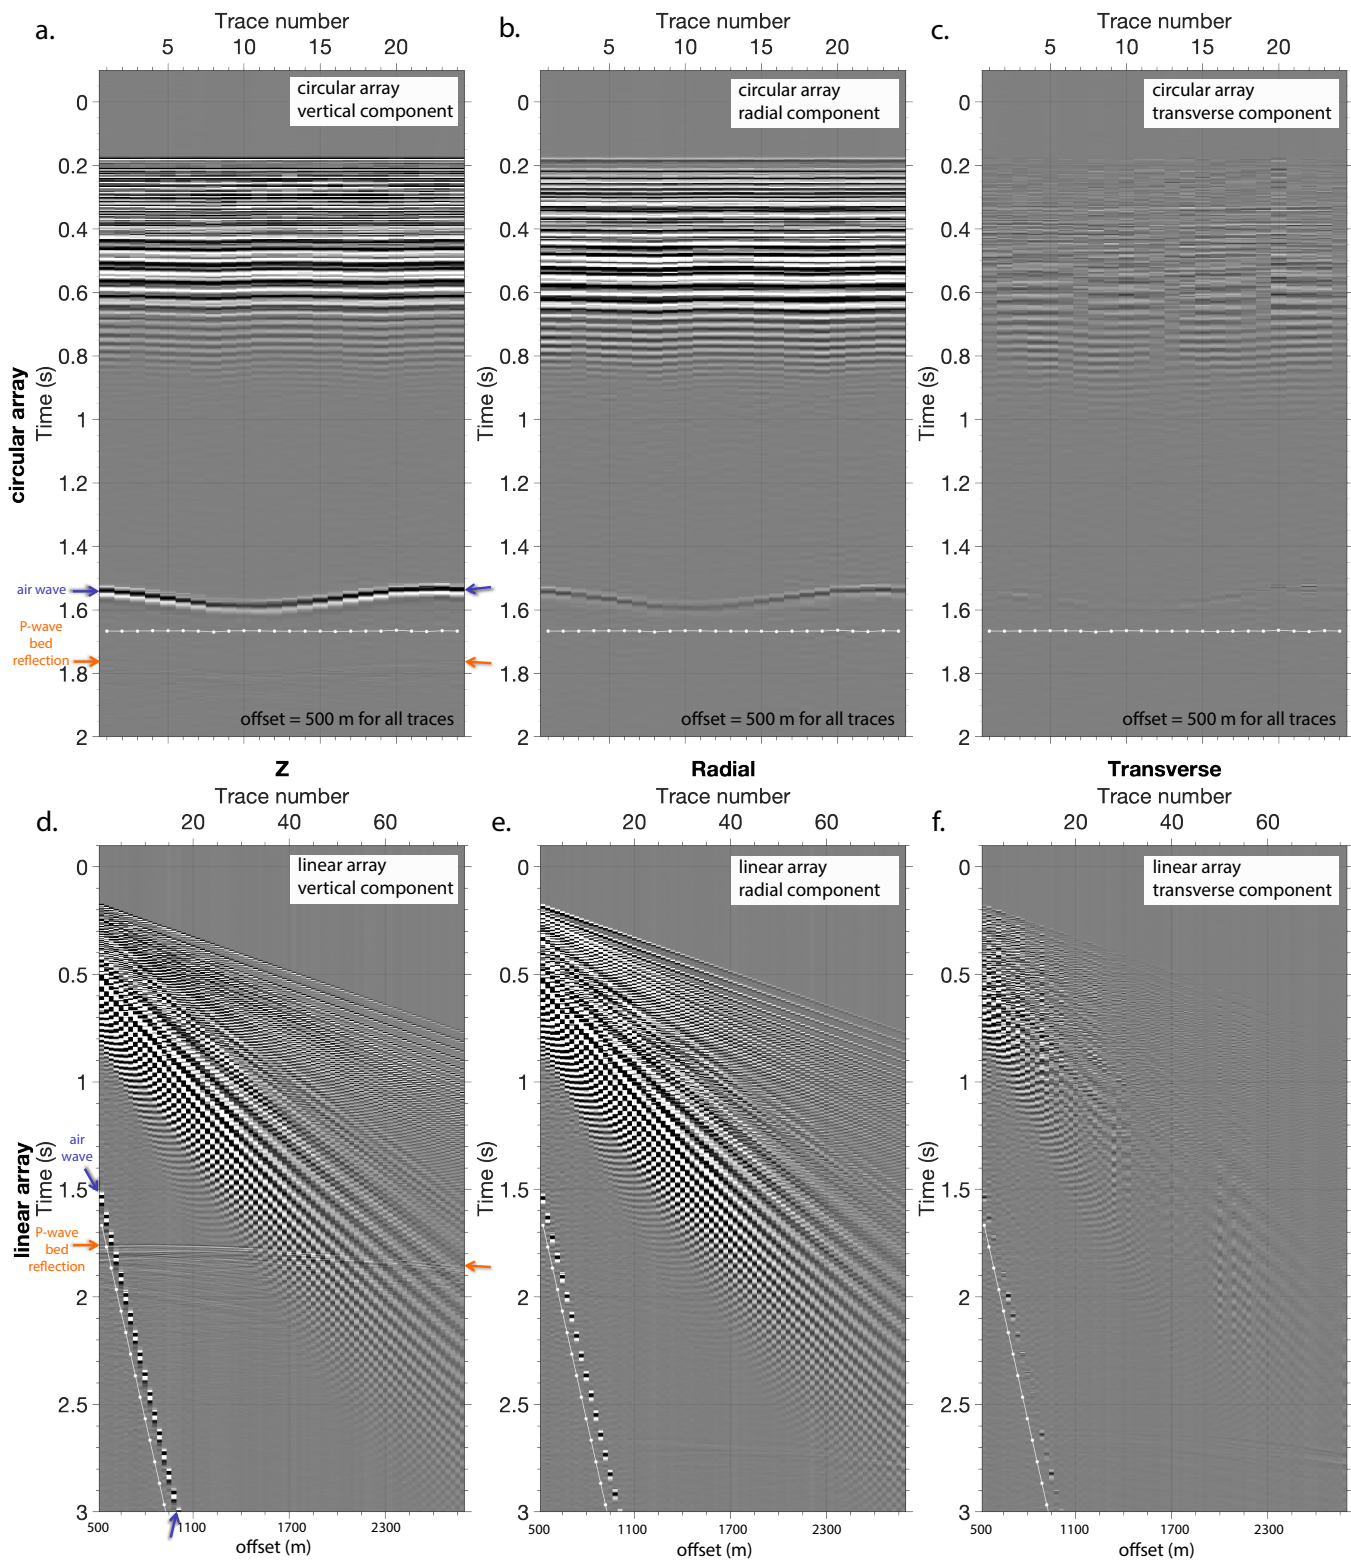 a.
Trace number
5 10 15 20
circular array
vertical component
0
0.2
0.4
0.6
0.8
1
1.2
1.4
1.6
1.8
2
Time (s)
circular array
air wave
P-wave
bed
reflection
offset = 500 m for all traces
Z
b.
Trace number
5 10 15 20
circular array
radial component
0
0.2
0.4
0.6
0.8
1
1.2
1.4
1.6
1.8
2
Time (s)
offset = 500 m for all traces
Radial
c.
Trace number
5 10 15 20
circular array
transverse component
0
0.2
0.4
0.6
0.8
1
1.2
1.4
1.6
1.8
2
Time (s)
offset = 500 m for all traces
Transverse
d.
Trace number
20 40 60
linear array
vertical component
0
0.5
1
1.5
2
2.5
3
Time (s)
linear array
air
wave
P-wave
bed
reflection
500 1100 1700 2300
offset (m)
e.
Trace number
20 40 60
linear array
radial component
0
0.5
1
1.5
2
2.5
3
Time (s)
500 1100 1700 2300
offset (m)
f.
Trace number
20 40 60
linear array
transverse component
0
0.5
1
1.5
2
2.5
3
Time (s)
500 1100 1700 2300
offset (m)